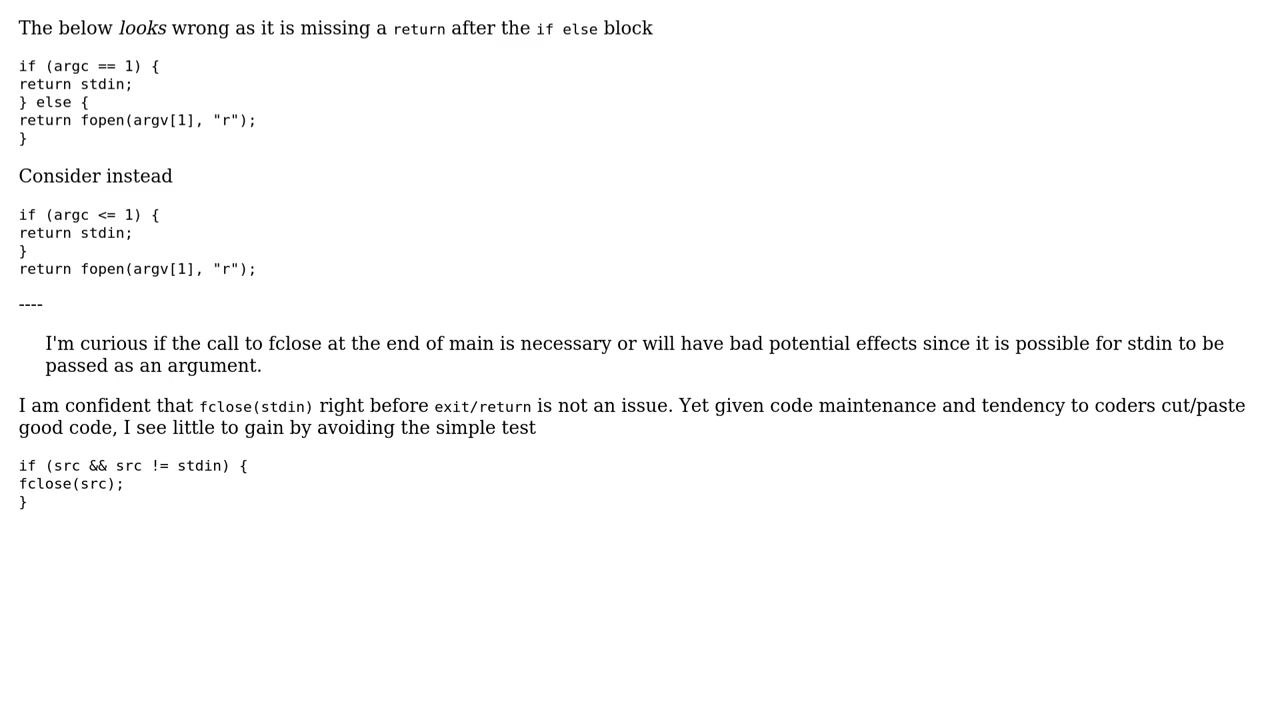 The below looks wrong as it is missing a return after the if else block
if (argc == 1) {
return stdin;
} else {
return fopen(argv[1], "r");
}
Consider instead
if (argc <= 1) {
return stdin;
}
return fopen(argv[1], "r");
----
I'm curious if the call to fclose at the end of main is necessary or will have bad potential effects since it is possible for stdin to be
passed as an argument.
I am confident that fclose(stdin) right before exit/return is not an issue. Yet given code maintenance and tendency to coders cut/paste
good code, I see little to gain by avoiding the simple test
if (src && src != stdin) {
fclose(src);
}